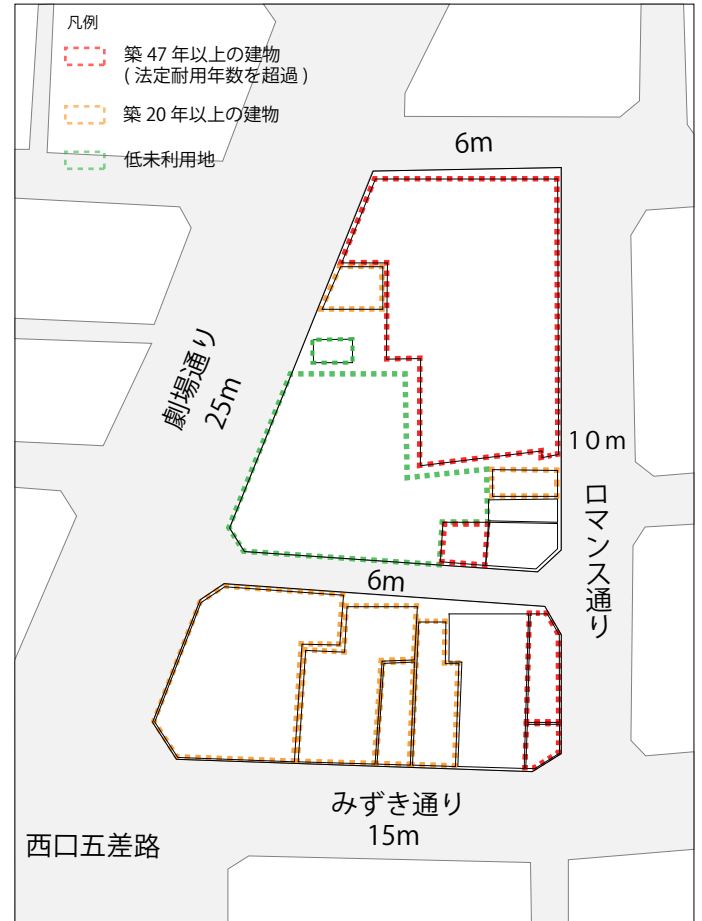 凡例
築 47 年以上の建物
( 法定耐用年数を超過 )
築 20 年以上の建物
低未利用地
6m
劇場通り
25m
10m
ロマンス通り
6m
みずき通り
15m
西口五差路